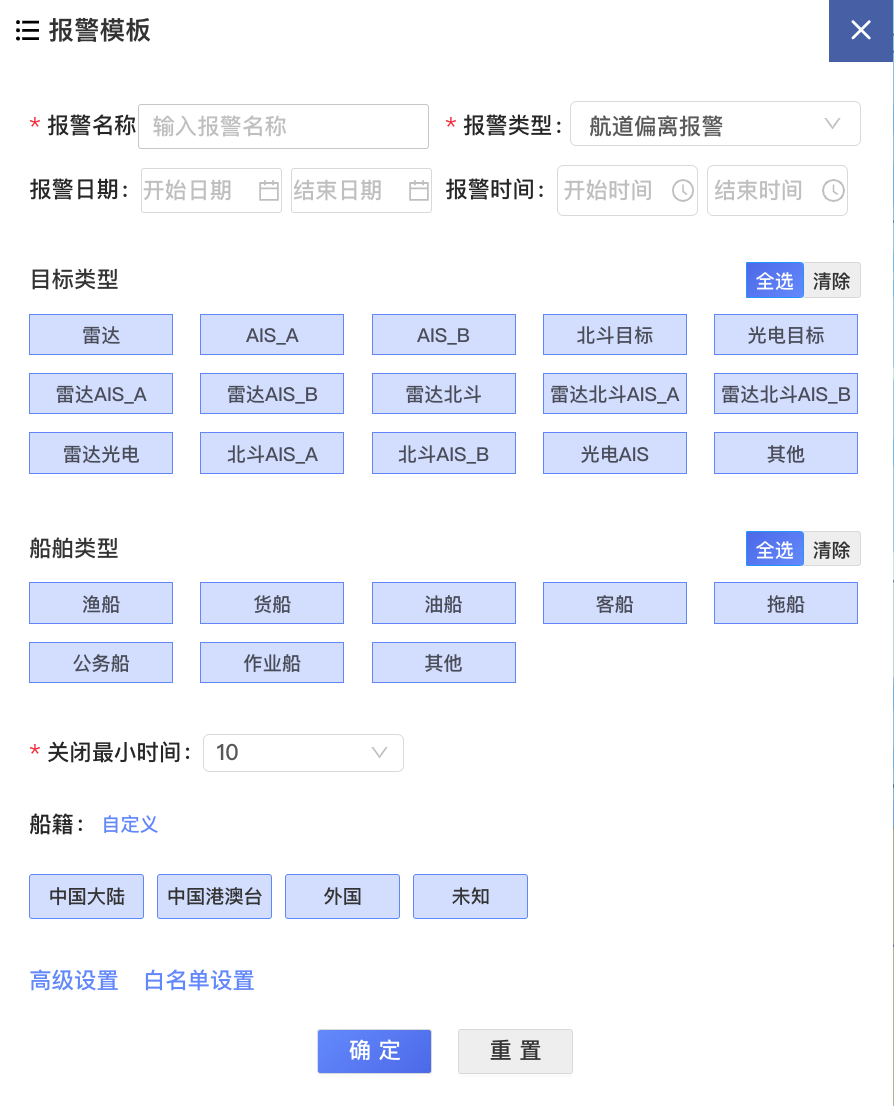 报警模板
* 报警名称 输入报警名称 * 报警类型： 航道偏离报警
报警日期： 开始日期 结束日期 报警时间： 开始时间 结束时间
目标类型 全选 清除
雷达 AIS_A AIS_B 北斗目标 光电目标
雷达AIS_A 雷达AIS_B 雷达北斗 雷达北斗AIS_A 雷达北斗AIS_B
雷达光电 北斗AIS_A 北斗AIS_B 光电AIS 其他
船舶类型 全选 清除
渔船 货船 油船 客船 拖船
公务船 作业船 其他
* 关闭最小时间： 10
船籍： 自定义
中国大陆 中国港澳台 外国 未知
高级设置 白名单设置
确 定 重 置